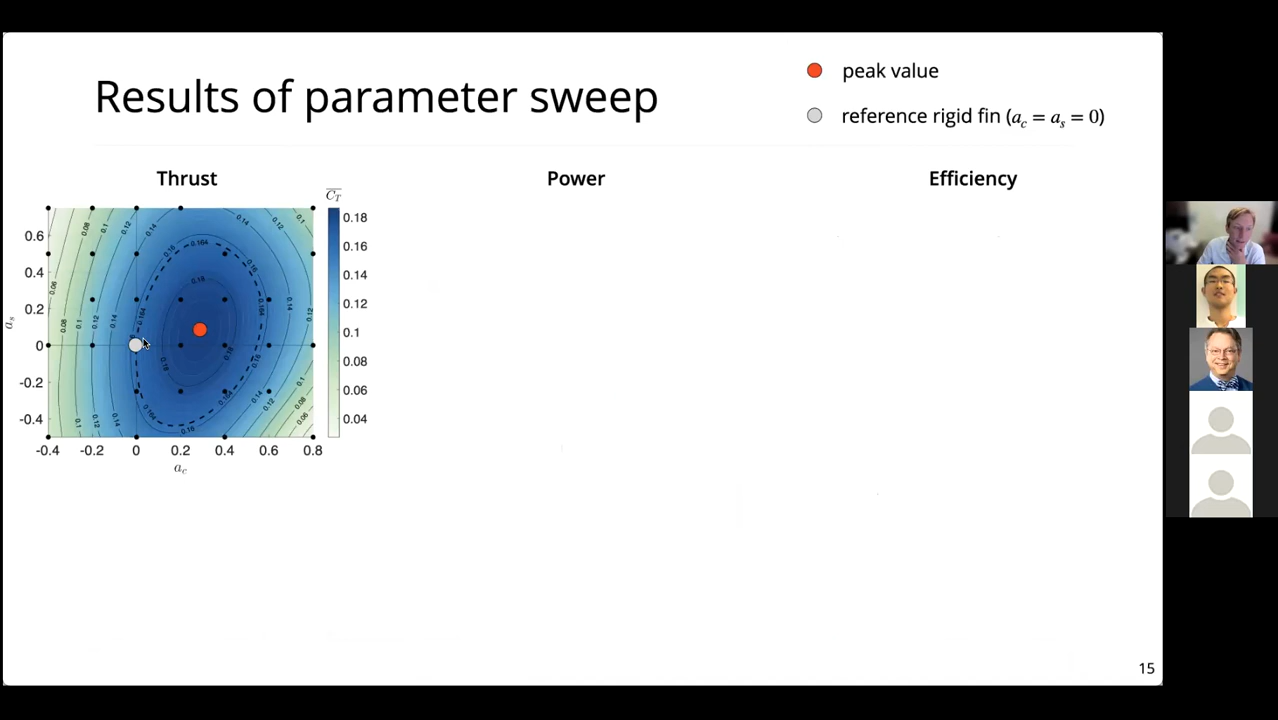 Results of parameter sweep
peak value
reference rigid fin (a_c = a_s = 0)
Thrust
Power
Efficiency
C_T
0.18
0.16
0.14
0.12
0.1
0.08
0.06
0.04
0.6
0.4
0.2
0
-0.2
-0.4
a_s
-0.4 -0.2 0 0.2 0.4 0.6 0.8
a_c
15